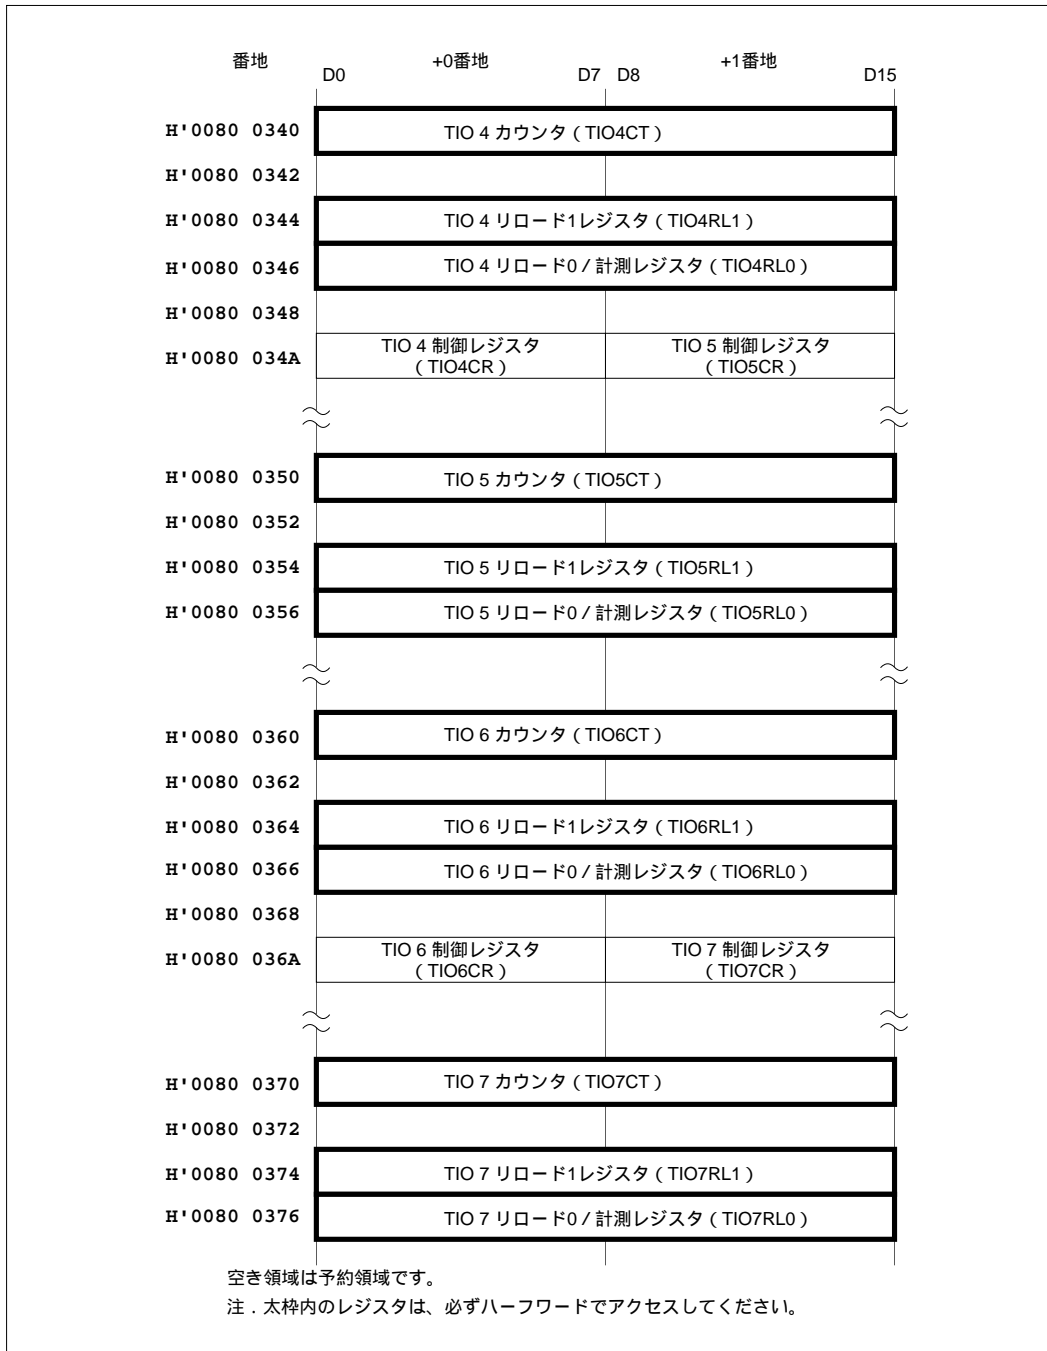 番地 +0番地 +1番地
D0 D7 D8 D15
H'0080 0340 TIO 4 カウンタ ( TIO4CT )
H'0080 0342
H'0080 0344 TIO 4 リロード1レジスタ ( TIO4RL1 )
H'0080 0346 TIO 4 リロード0 / 計測レジスタ ( TIO4RL0 )
H'0080 0348
H'0080 034A TIO 4 制御レジスタ ( TIO4CR ) TIO 5 制御レジスタ ( TIO5CR )
H'0080 0350 TIO 5 カウンタ ( TIO5CT )
H'0080 0352
H'0080 0354 TIO 5 リロード1レジスタ ( TIO5RL1 )
H'0080 0356 TIO 5 リロード0 / 計測レジスタ ( TIO5RL0 )
H'0080 0360 TIO 6 カウンタ ( TIO6CT )
H'0080 0362
H'0080 0364 TIO 6 リロード1レジスタ ( TIO6RL1 )
H'0080 0366 TIO 6 リロード0 / 計測レジスタ ( TIO6RL0 )
H'0080 0368
H'0080 036A TIO 6 制御レジスタ ( TIO6CR ) TIO 7 制御レジスタ ( TIO7CR )
H'0080 0370 TIO 7 カウンタ ( TIO7CT )
H'0080 0372
H'0080 0374 TIO 7 リロード1レジスタ ( TIO7RL1 )
H'0080 0376 TIO 7 リロード0 / 計測レジスタ ( TIO7RL0 )
空き領域は予約領域です。
注．太枠内のレジスタは、必ずハーフワードでアクセスしてください。